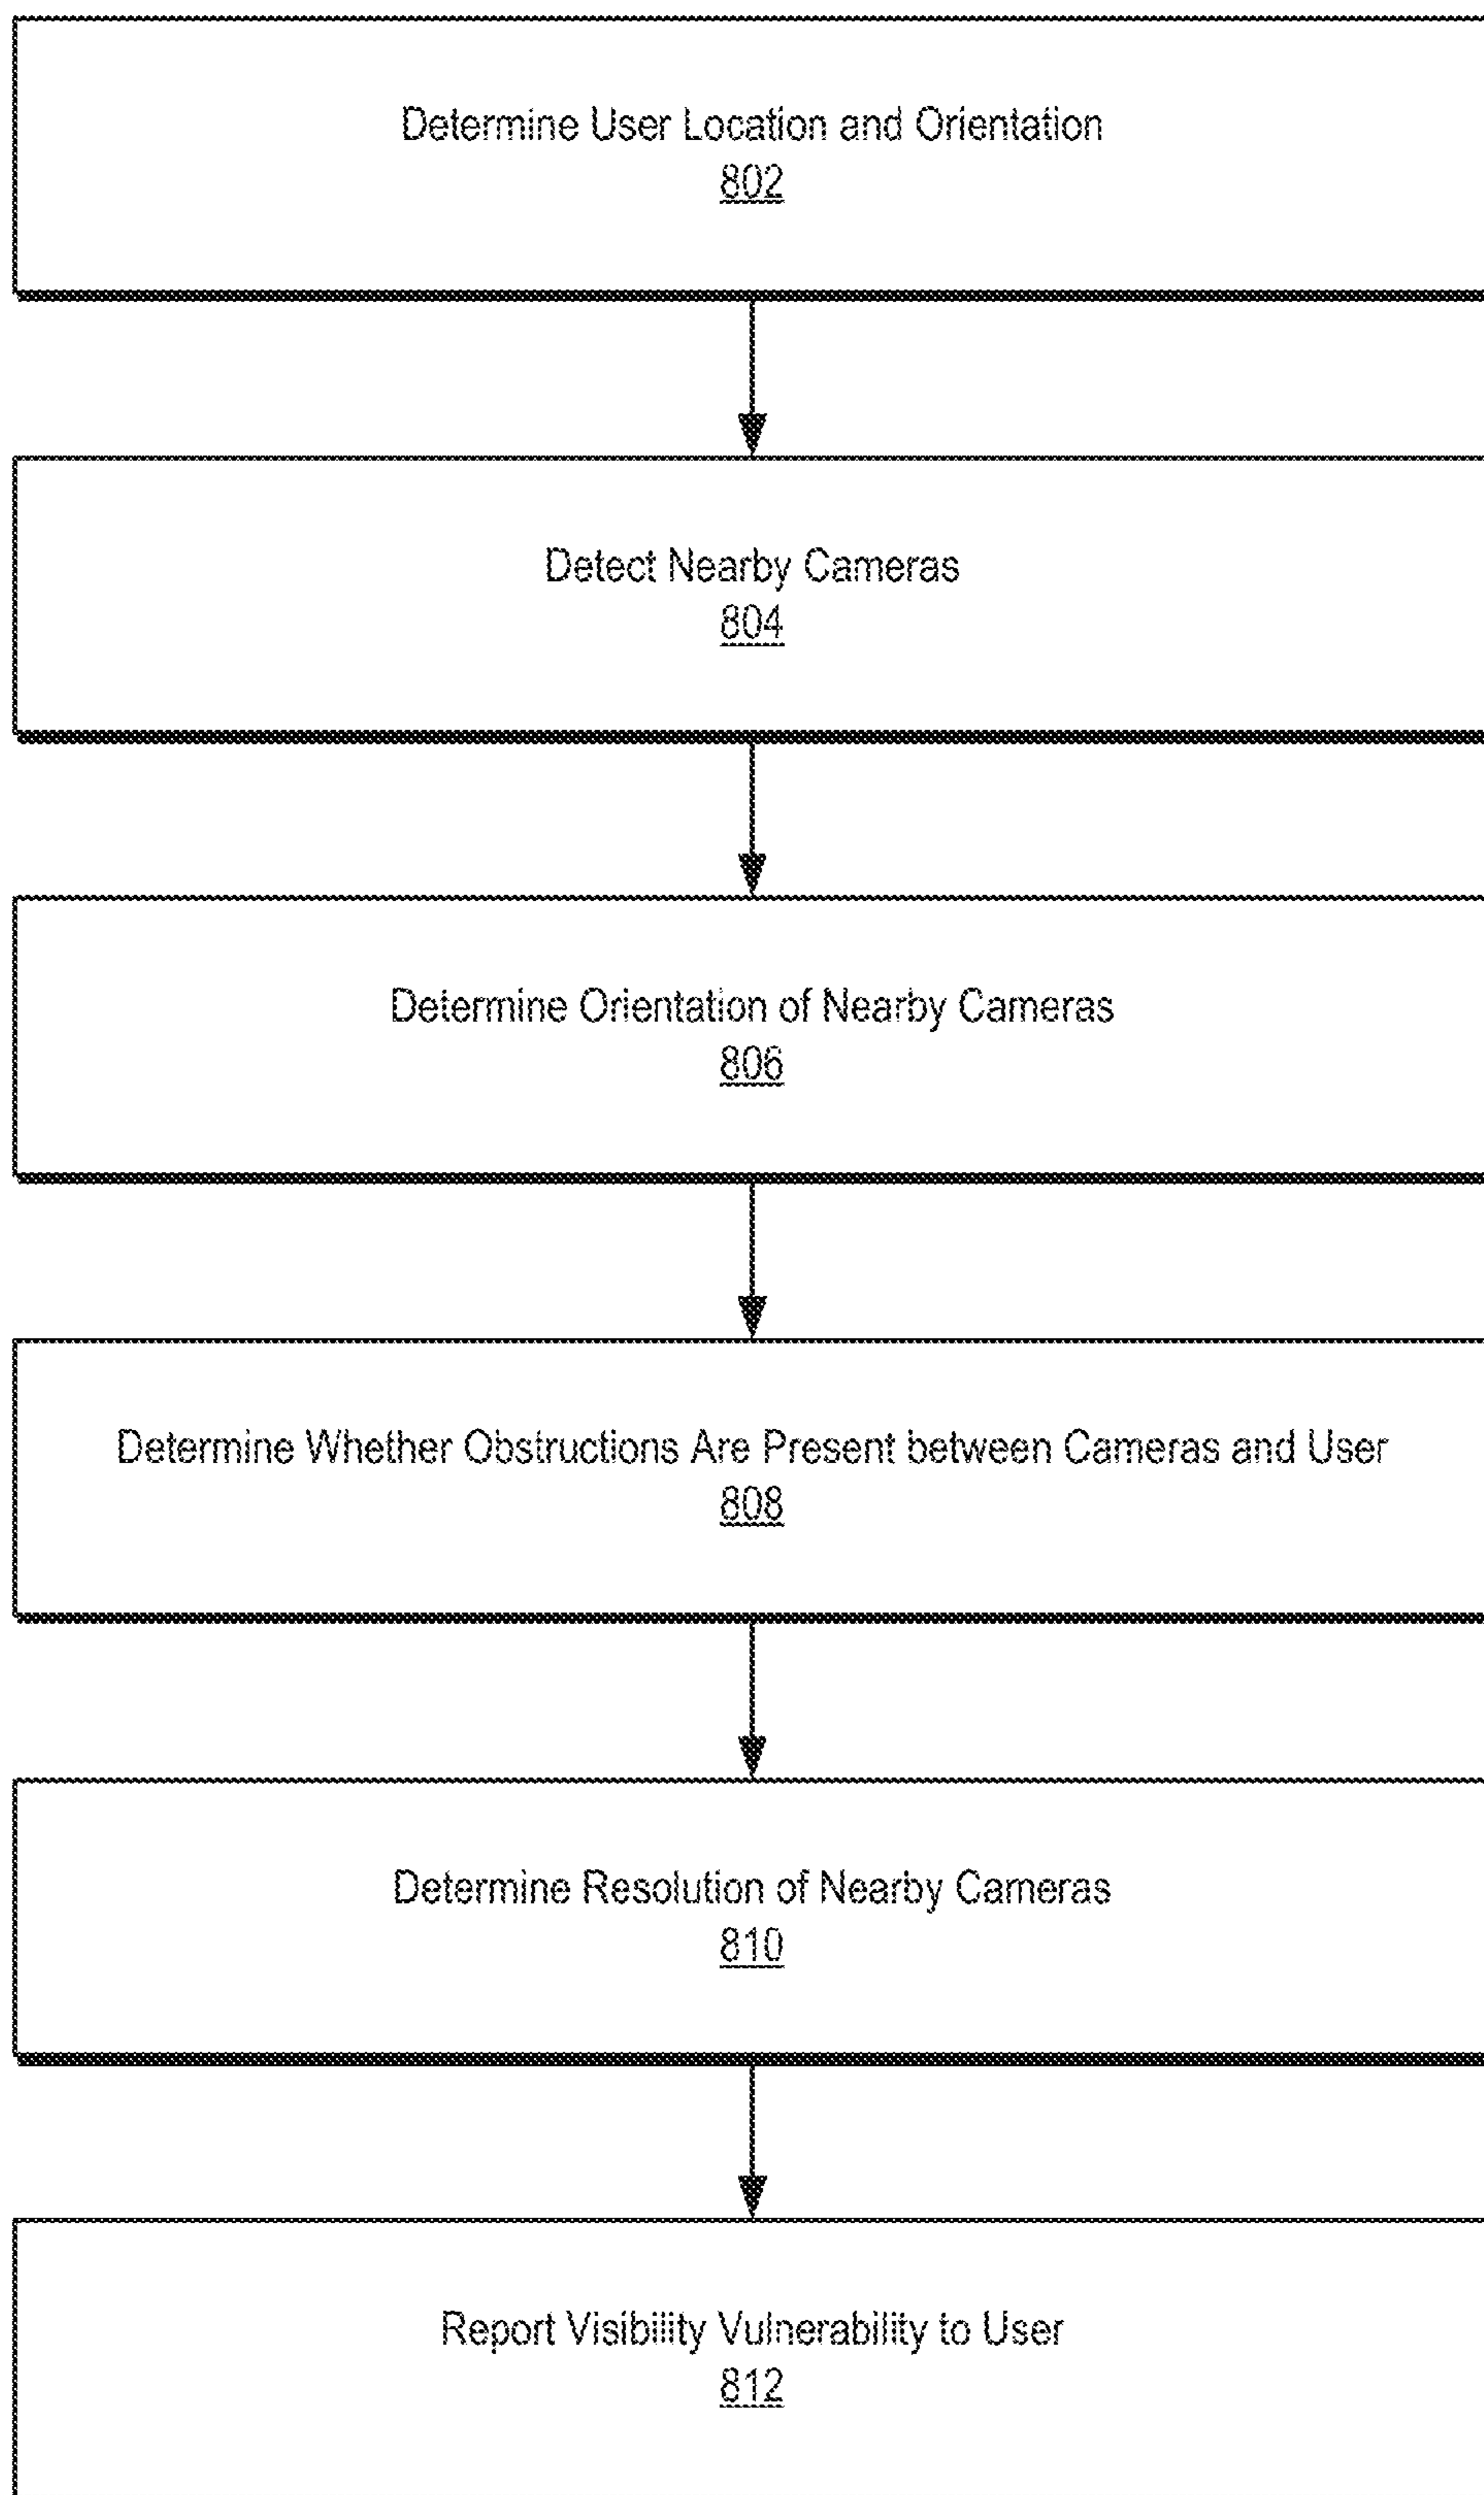 Determine User Location and Orientation
802
Detect Nearby Cameras
804
Determine Orientation of Nearby Cameras
806
Determine Whether Obstructions Are Present between Cameras and User
808
Determine Resolution of Nearby Cameras
810
Report Visibility Vulnerability to User
812